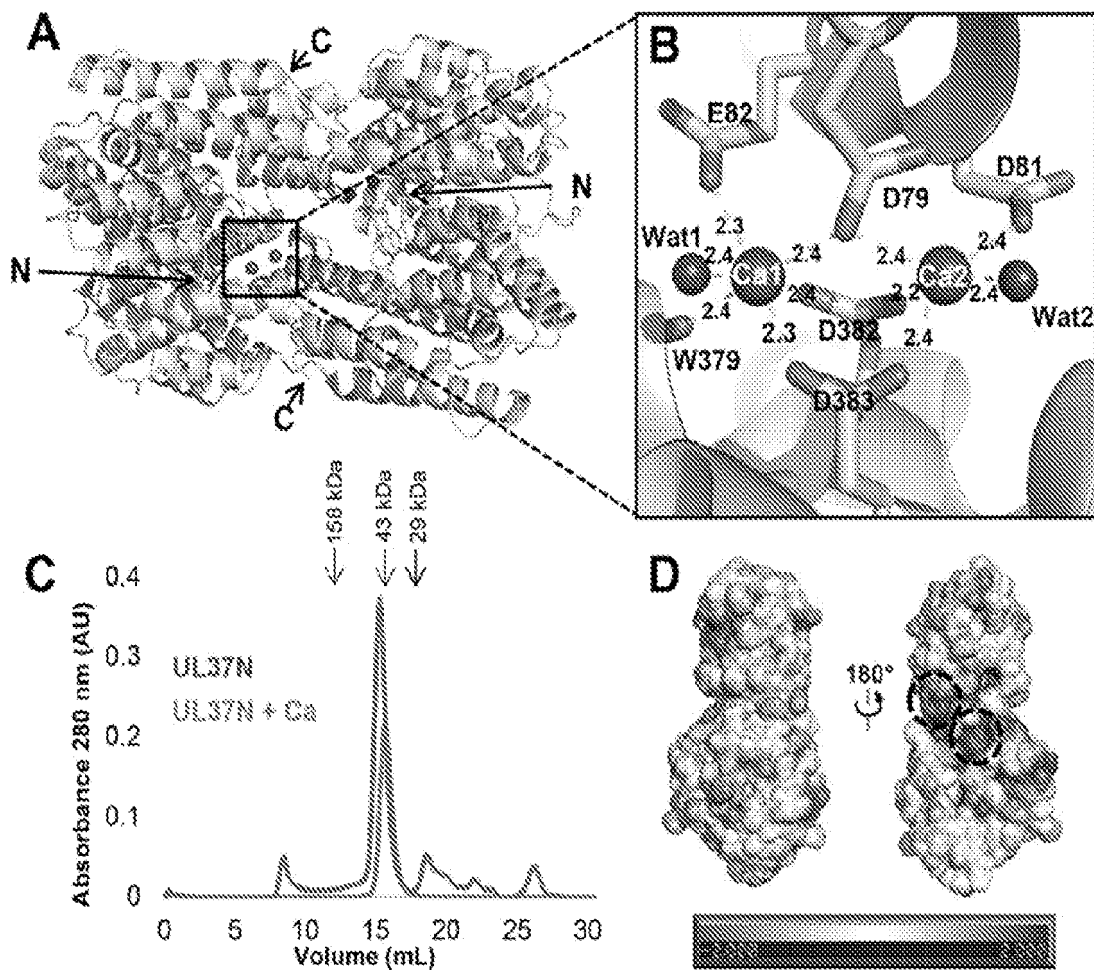 A
C
N
N
C
B
E82
D81
D79
2.3
Wat1
2.4
2.4
2.4
2.4
Ca1
Ca2
2.4
2.4
2.2
2.4
2.3
D382
2.4
Wat2
W379
D383
158 kDa
43 kDa
29 kDa
C
Absorbance 280 nm (AU)
0.4
0.3
0.2
0.1
0
UL37N
UL37N + Ca
0 5 10 15 20 25 30
Volume (mL)
D
180°